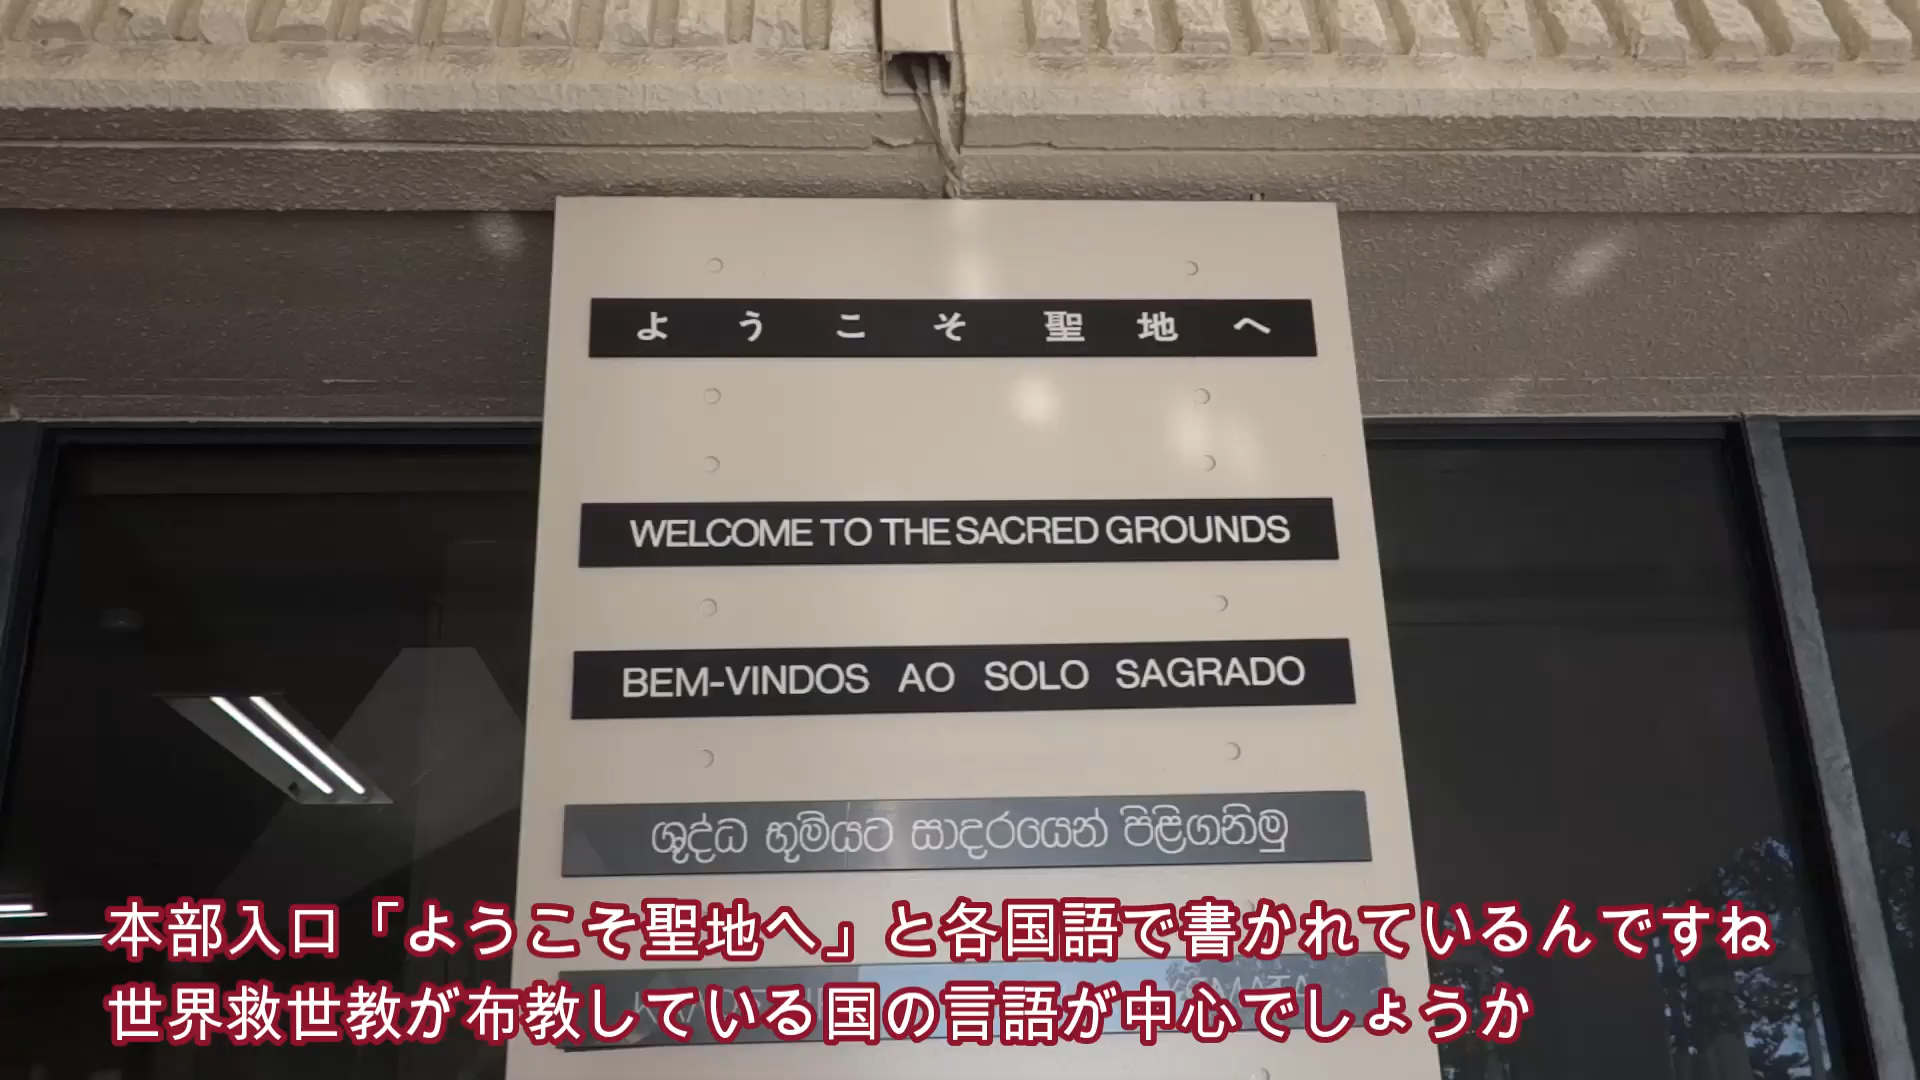 ようこそ聖地へ
WELCOME TO THE SACRED GROUNDS
BEM-VINDOS AO SOLO SAGRADO
ශුද්ධ භූමියට සාදරයෙන් පිළිගනිමු
本部入口「ようこそ聖地へ」と各国語で書かれているんですね
世界救世教が布教している国の言語が中心でしょうか